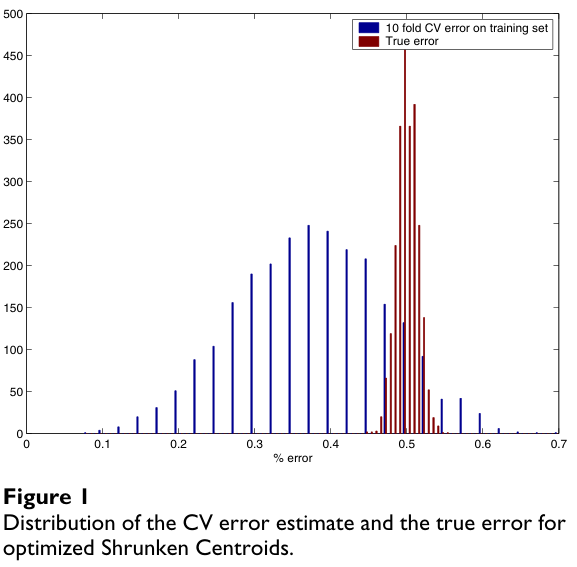 500
450
400
350
300
250
200
150
100
50
0
10 fold CV error on training set
True error
0 0.1 0.2 0.3 0.4 0.5 0.6 0.7
% error
Figure 1
Distribution of the CV error estimate and the true error for
optimized Shrunken Centroids.